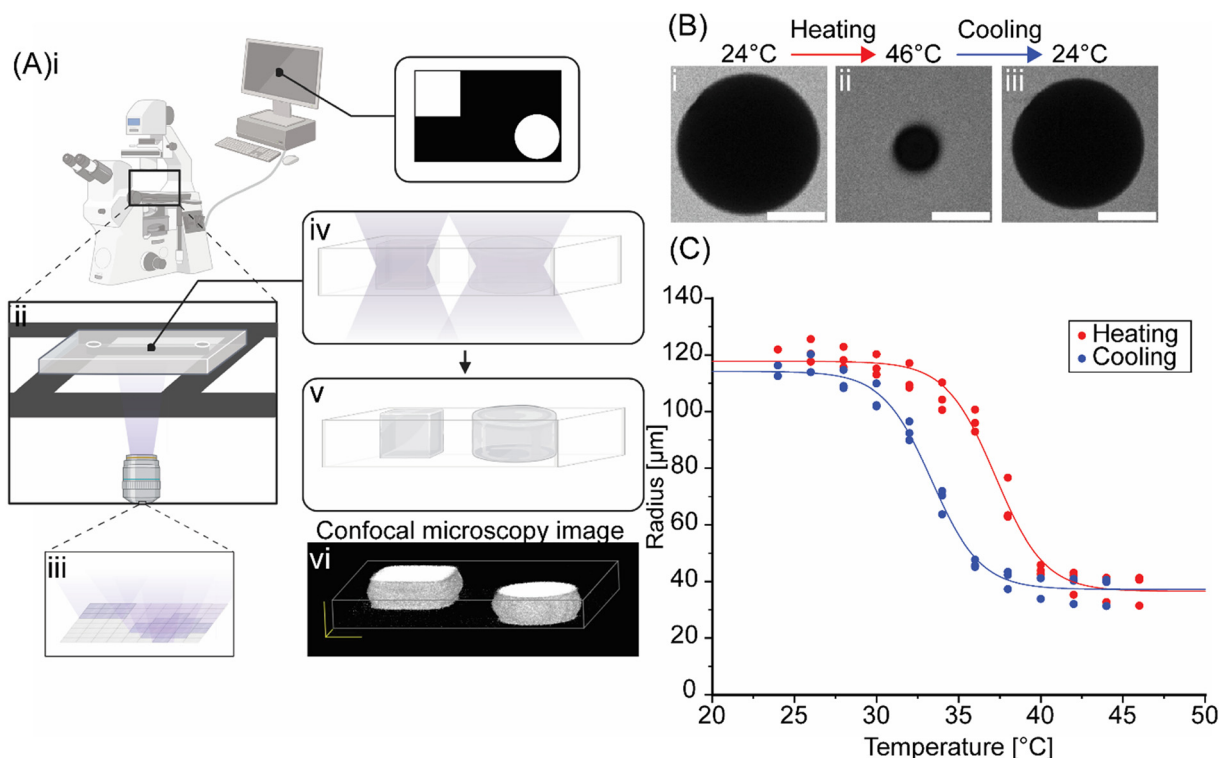 (A)i
(B)
Heating Cooling
24°C 46°C 24°C
i ii iii
iv
ii
v
iii
Confocal microscopy image
vi
(C)
Radius [µm]
140
120
100
80
60
40
20
0
Heating
Cooling
20 25 30 35 40 45 50
Temperature [°C]